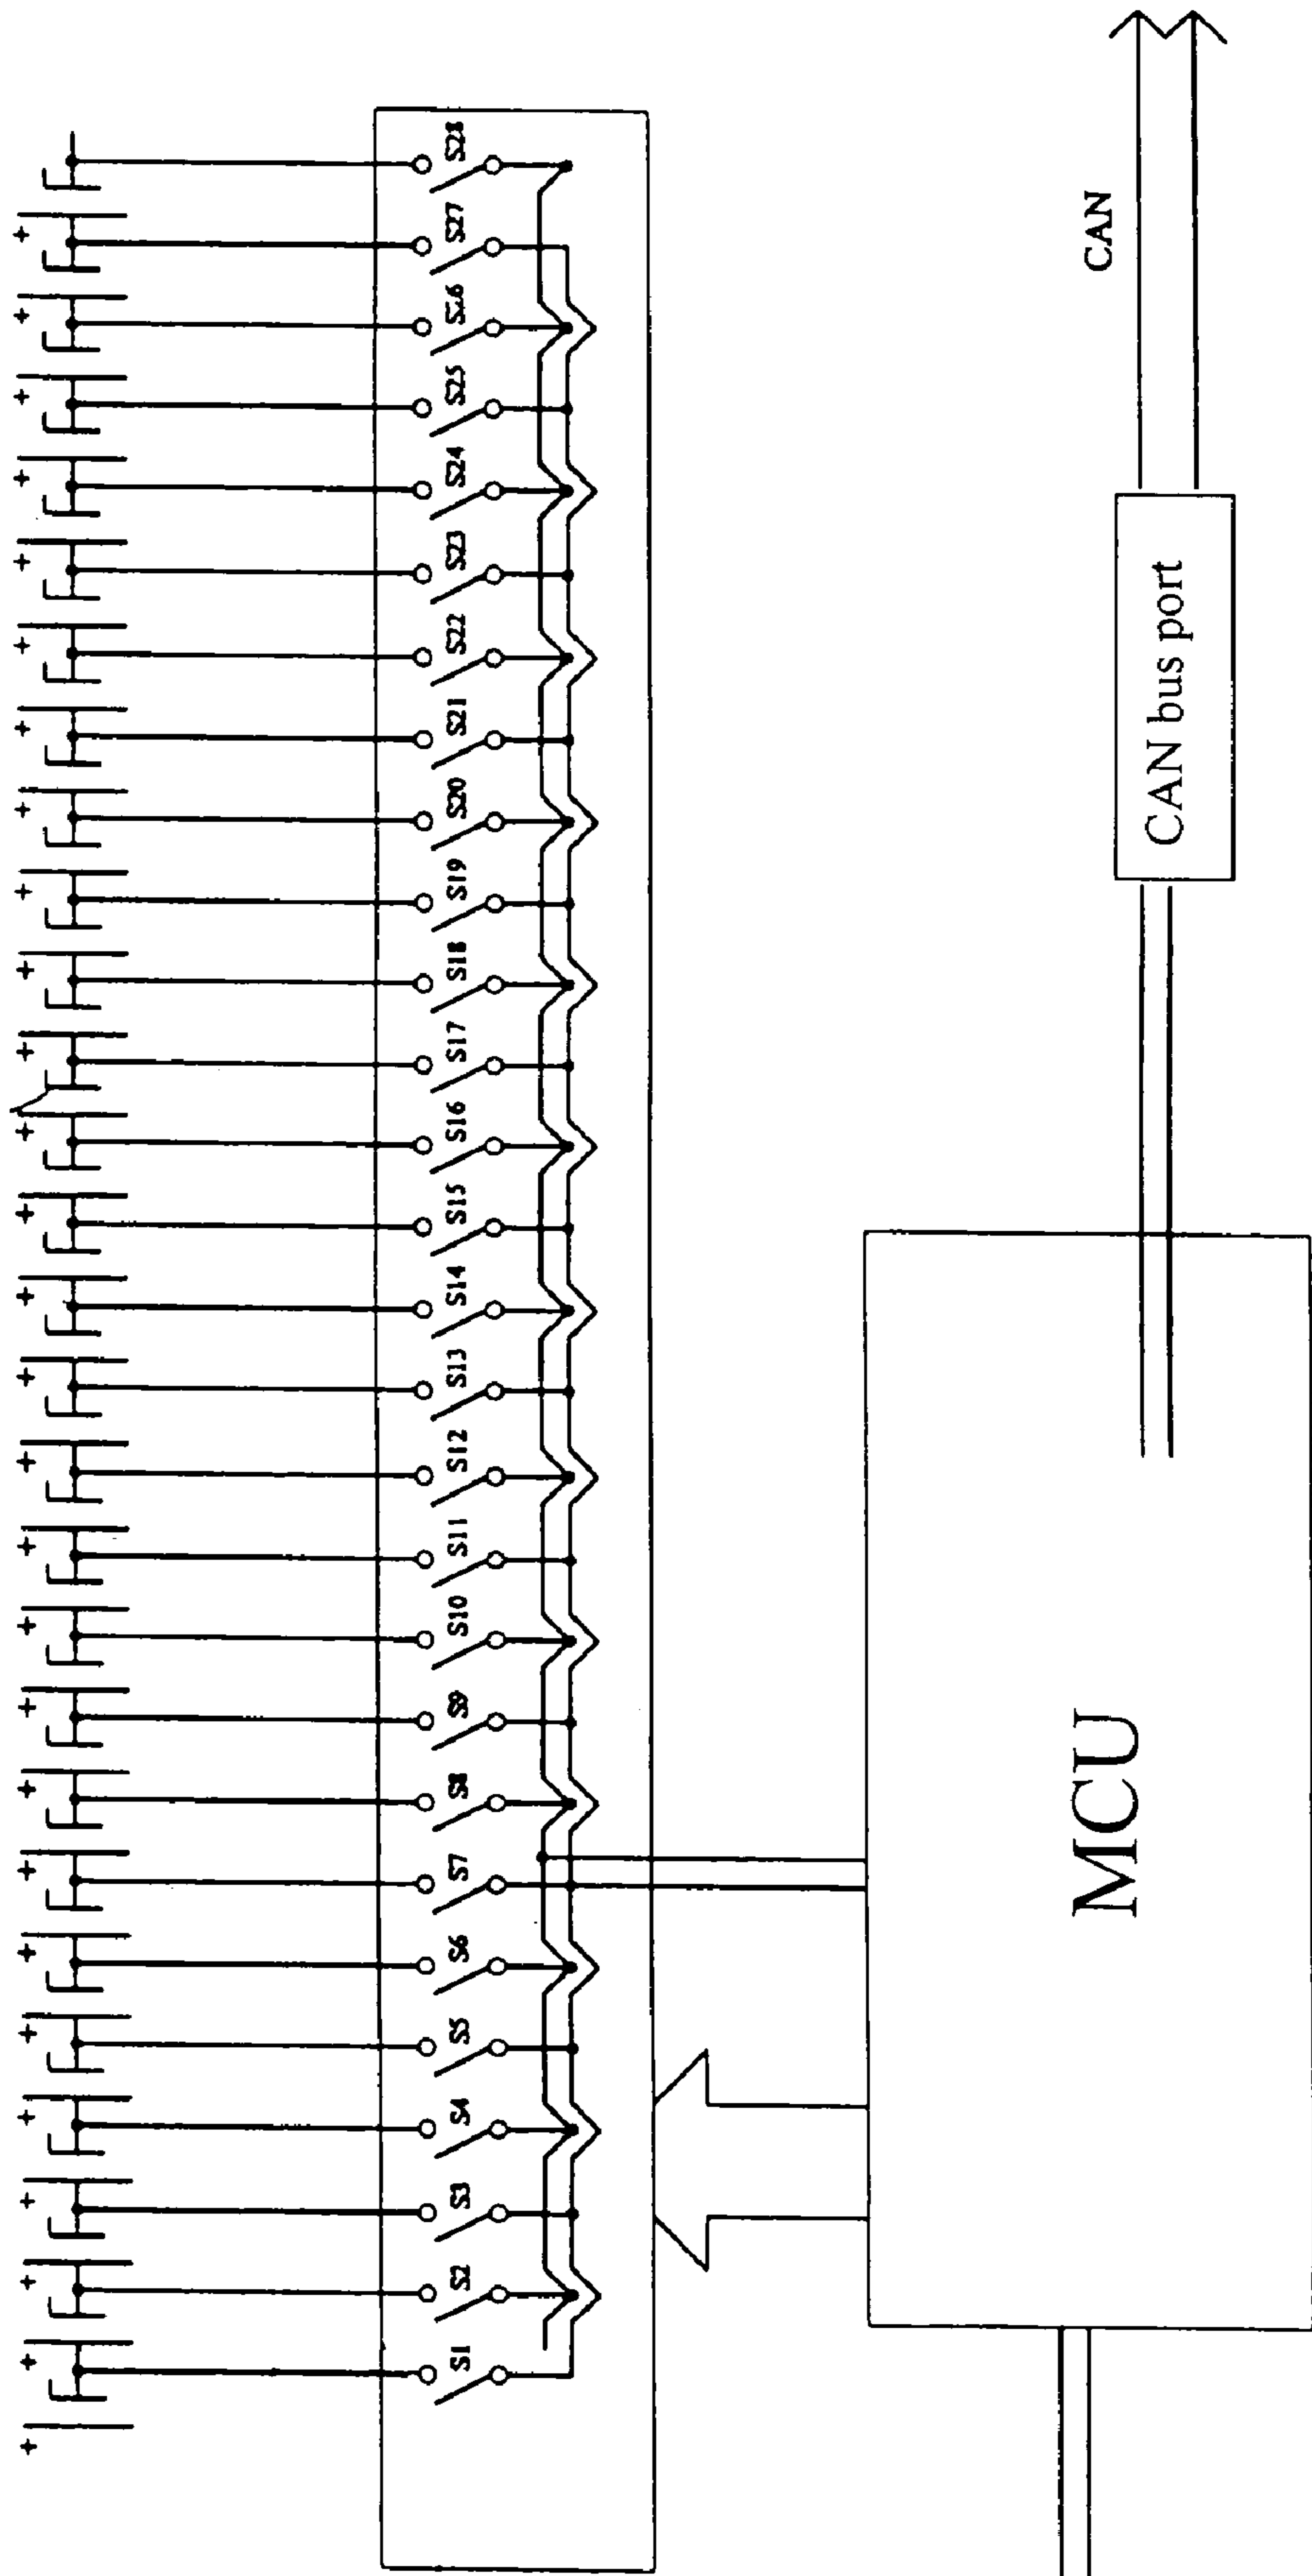 S28
S27
S26
S25
S24
S23
S22
S21
S20
S19
S18
S17
S16
S15
S14
S13
S12
S11
S10
S9
S8
S7
S6
S5
S4
S3
S2
S1
CAN
CAN bus port
MCU